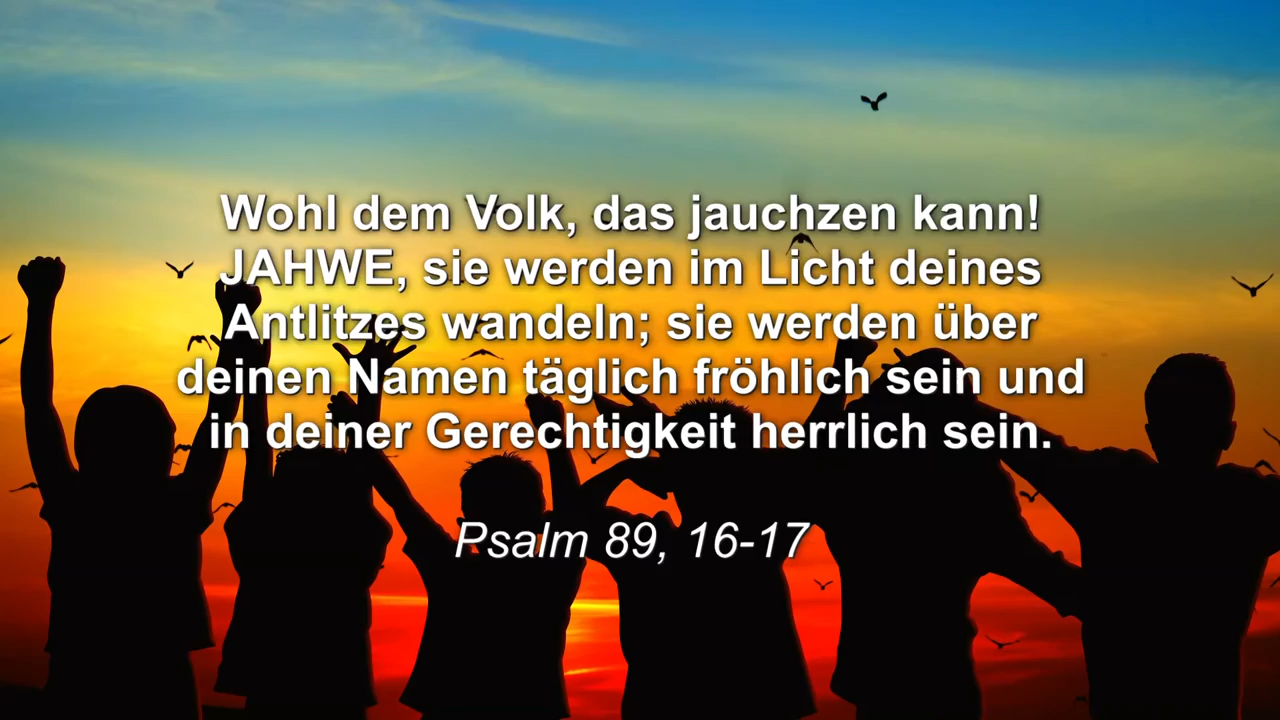 Wohl dem Volk, das jauchzen kann!
JAHWE, sie werden im Licht deines
Antlitzes wandeln; sie werden über
deinen Namen täglich fröhlich sein und
in deiner Gerechtigkeit herrlich sein.
Psalm 89, 16-17